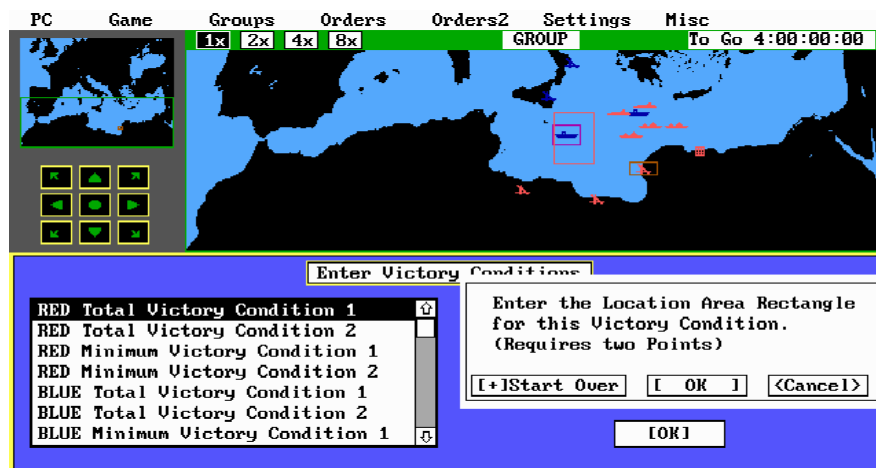 PC Game Groups Orders Orders2 Settings Misc
1x 2x 4x 8x GROUP To Go 4:00:00:00
Enter Victory Conditions
RED Total Victory Condition 1
RED Total Victory Condition 2
RED Minimum Victory Condition 1
RED Minimum Victory Condition 2
BLUE Total Victory Condition 1
BLUE Total Victory Condition 2
BLUE Minimum Victory Condition 1
Enter the Location Area Rectangle
for this Victory Condition.
(Requires two Points)
[+]Start Over [ OK ] <Cancel>
[OK]